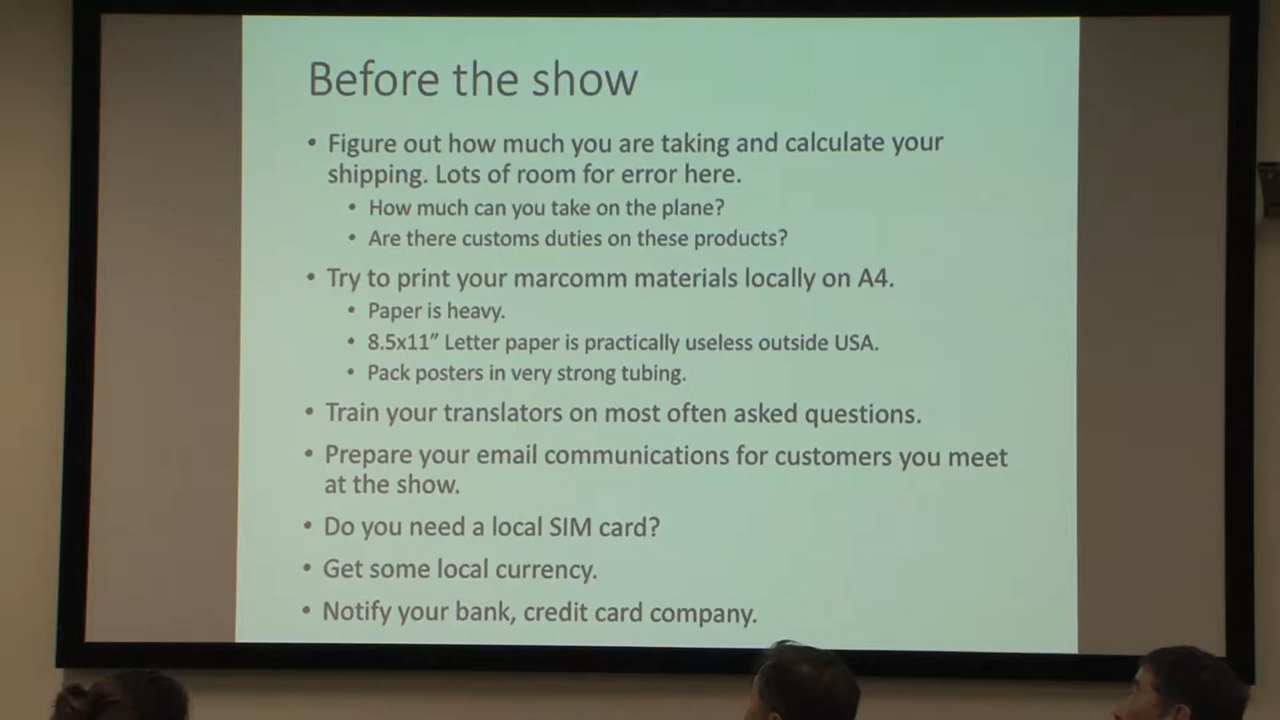 Before the show
• Figure out how much you are taking and calculate your
shipping. Lots of room for error here.
• How much can you take on the plane?
• Are there customs duties on these products?
• Try to print your marcomm materials locally on A4.
• Paper is heavy.
• 8.5x11” Letter paper is practically useless outside USA.
• Pack posters in very strong tubing.
• Train your translators on most often asked questions.
• Prepare your email communications for customers you meet
at the show.
• Do you need a local SIM card?
• Get some local currency.
• Notify your bank, credit card company.